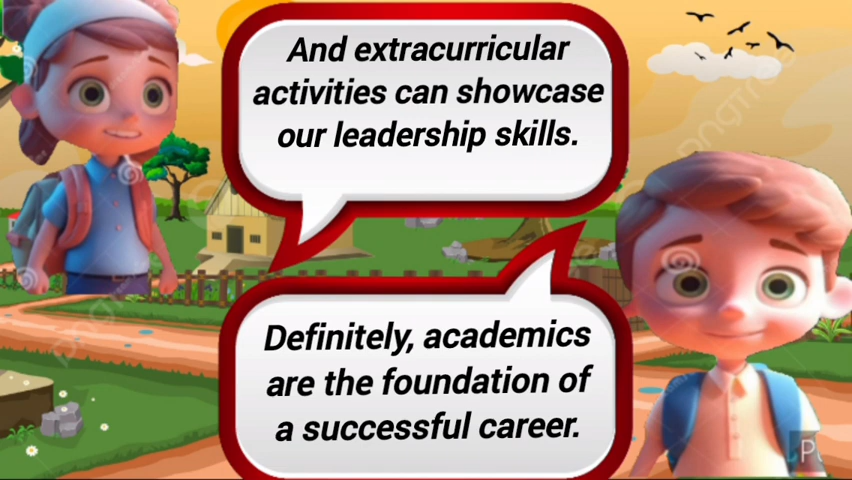 And extracurricular
activities can showcase
our leadership skills.
Definitely, academics
are the foundation of
a successful career.